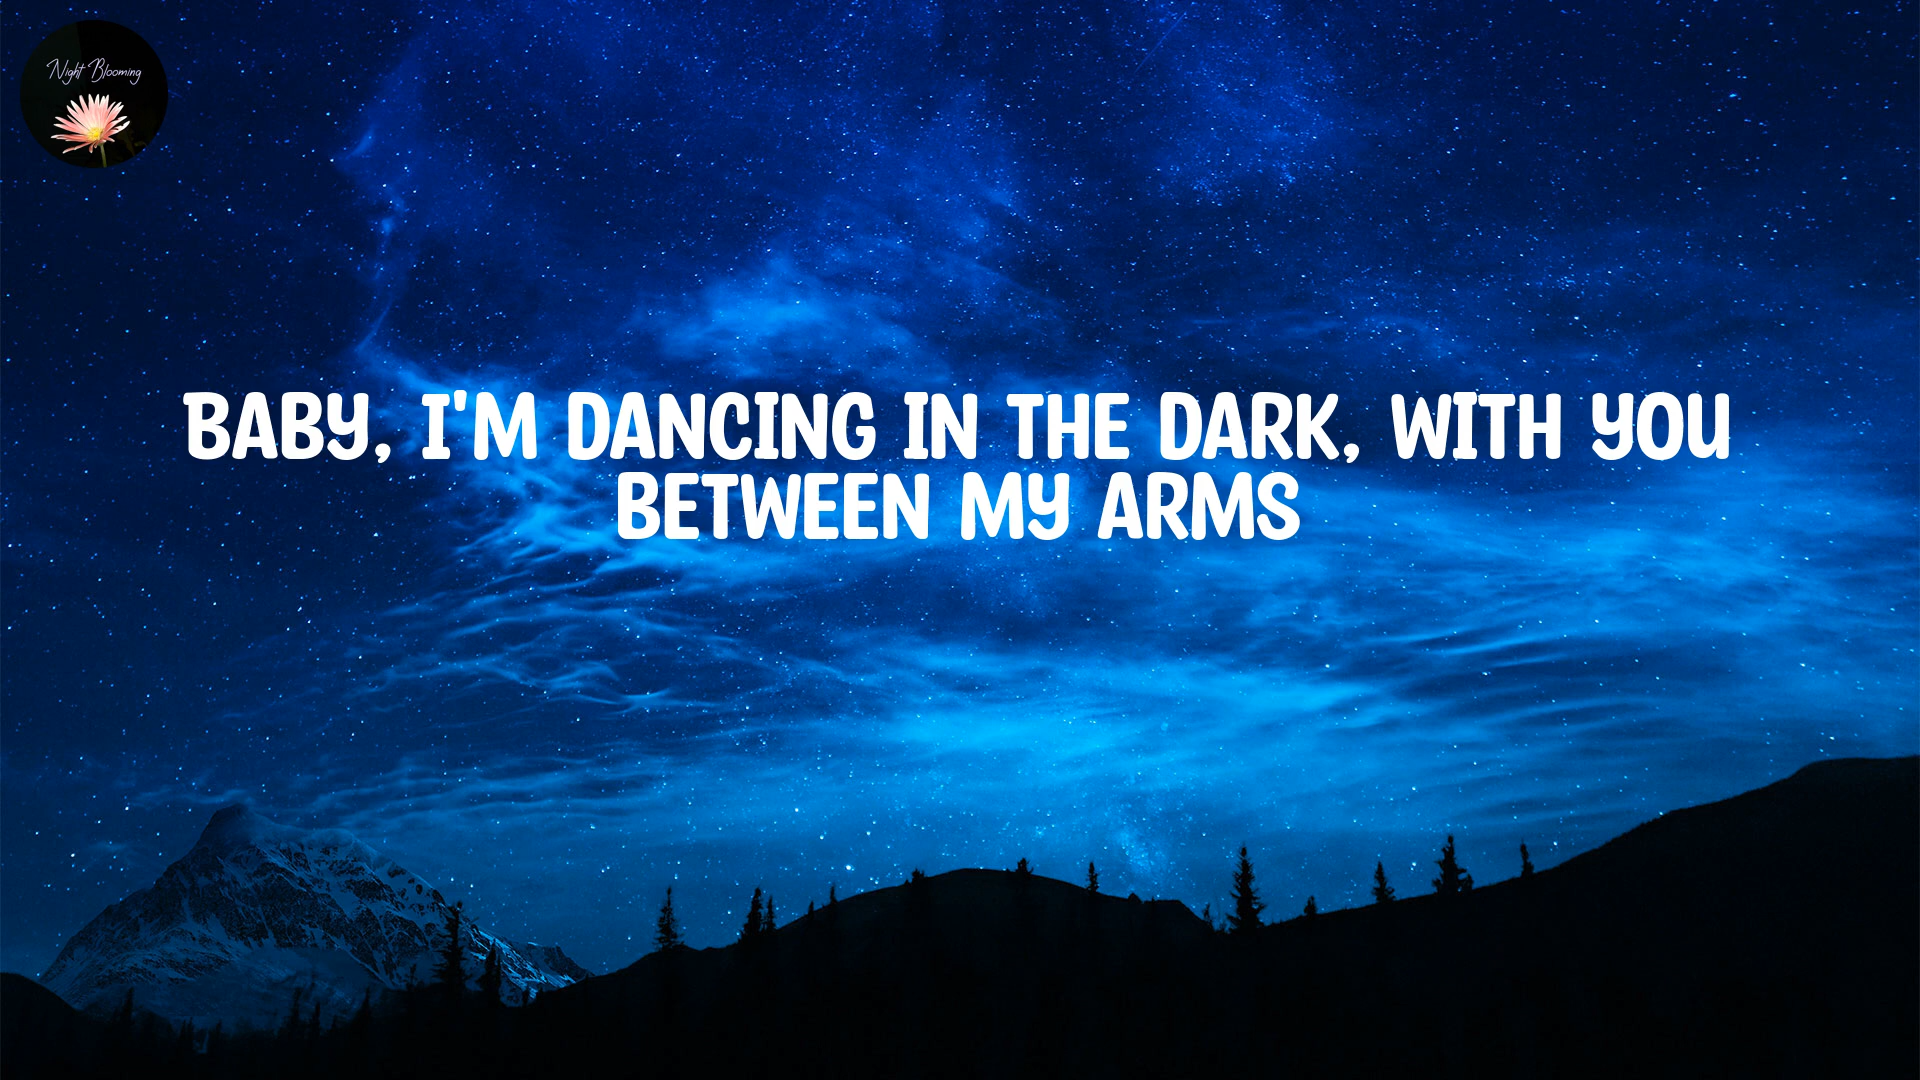 Night Blooming
BABY, I'M DANCING IN THE DARK, WITH YOU
BETWEEN MY ARMS